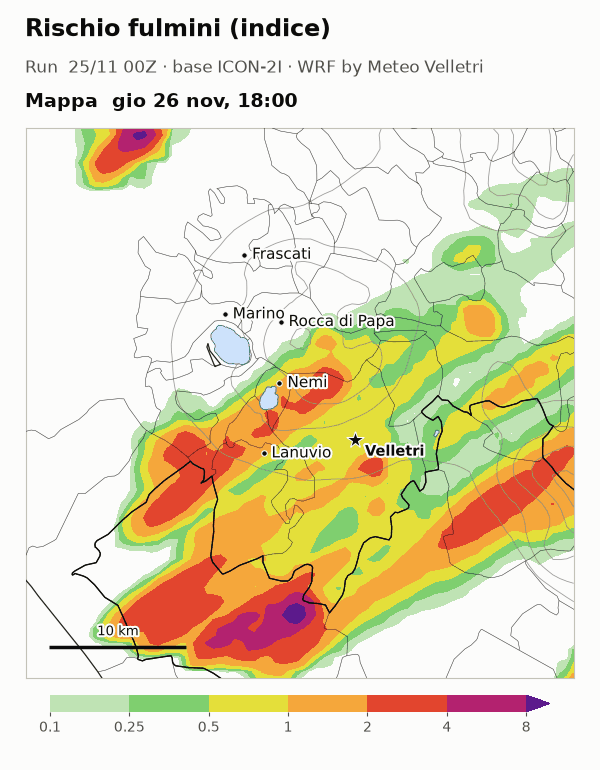 Rischio fulmini (indice)
Run  25/11 00Z · base ICON-2I · WRF by Meteo Velletri
Mappa  gio 26 nov, 18:00
Frascati
Marino
Rocca di Papa
Nemi
Velletri
Lanuvio
10 km
0.1 0.25 0.5 1 2 4 8